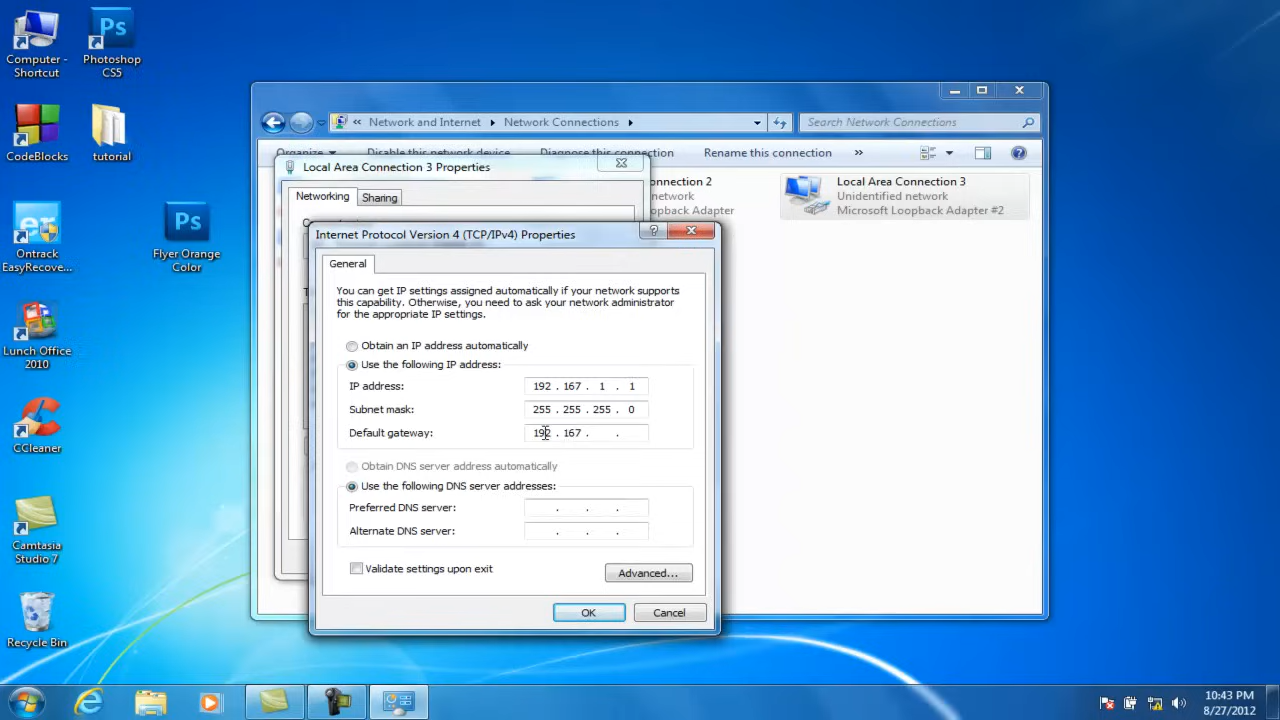 Computer - Shortcut
Ps
Photoshop CS5
CodeBlocks
tutorial
er
Ontrack EasyRecove...
Ps
Flyer Orange Color
Lunch Office 2010
CCleaner
Camtasia Studio 7
Recycle Bin
« Network and Internet ▸ Network Connections ▸
Search Network Connections
Organize
Disable this network device
Diagnose this connection
Rename this connection »
Local Area Connection 3 Properties
Networking
Sharing
nnection 2
network
opback Adapter
Local Area Connection 3
Unidentified network
Microsoft Loopback Adapter #2
Internet Protocol Version 4 (TCP/IPv4) Properties
General
You can get IP settings assigned automatically if your network supports
this capability. Otherwise, you need to ask your network administrator
for the appropriate IP settings.
Obtain an IP address automatically
Use the following IP address:
IP address: 192 . 167 . 1 . 1
Subnet mask: 255 . 255 . 255 . 0
Default gateway: 192 . 167 . .
Obtain DNS server address automatically
Use the following DNS server addresses:
Preferred DNS server: . . .
Alternate DNS server: . . .
Validate settings upon exit
Advanced...
OK
Cancel
10:43 PM
8/27/2012